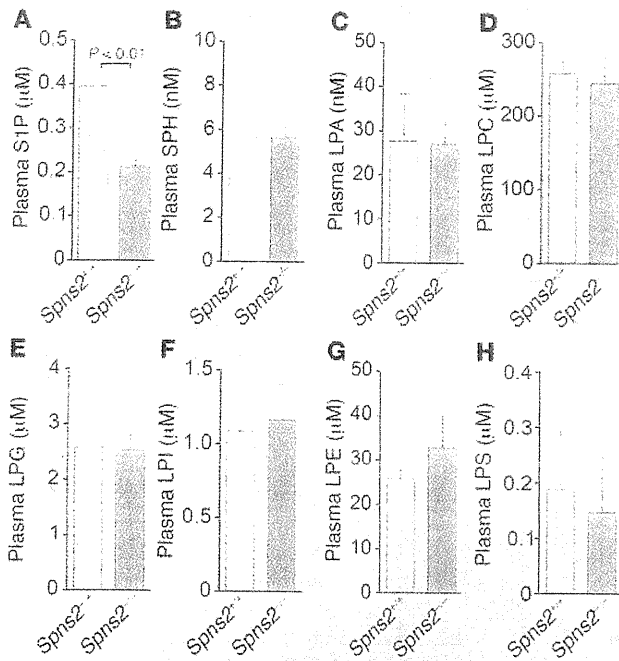 A
Plasma S1P (μM)
P < 0.01
0.5
0.4
0.3
0.2
0.1
0
Spns2
Spns2
B
Plasma SPH (nM)
10
8
6
4
2
0
Spns2
Spns2
C
Plasma LPA (nM)
50
40
30
20
10
0
Spns2
Spns2
D
Plasma LPC (μM)
300
200
100
0
Spns2
Spns2
E
Plasma LPG (μM)
4
3
2
1
0
Spns2
Spns2
F
Plasma LPI (μM)
1.5
1.0
0.5
0
Spns2
Spns2
G
Plasma LPE (μM)
50
40
30
20
10
0
Spns2
Spns2
H
Plasma LPS (μM)
0.4
0.3
0.2
0.1
0
Spns2
Spns2